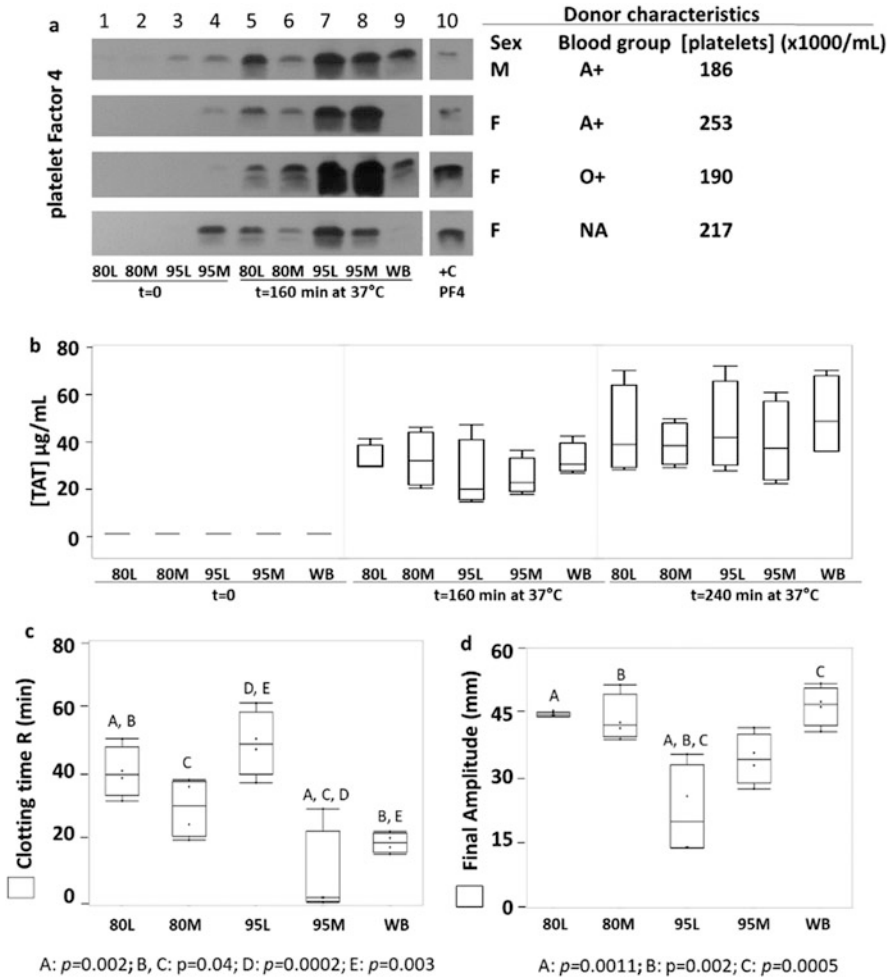 a
1 2 3 4 5 6 7 8 9 10
platelet Factor 4
80L 80M 95L 95M 80L 80M 95L 95M WB +C
t=0 t=160 min at 37°C PF4
Donor characteristics
Sex Blood group [platelets] (x1000/mL)
M A+ 186
F A+ 253
F O+ 190
F NA 217
b
80
60
40
20
0
[TAT] µg/mL
80L 80M 95L 95M WB 80L 80M 95L 95M WB 80L 80M 95L 95M WB
t=0 t=160 min at 37°C t=240 min at 37°C
c
80
60
40
20
0
Clotting time R (min)
A, B
C
D, E
A, C, D
B, E
80L 80M 95L 95M WB
A: p=0.002; B, C: p=0.04; D: p=0.0002; E: p=0.003
d
60
45
30
15
0
Final Amplitude (mm)
A
B
A, B, C
C
80L 80M 95L 95M WB
A: p=0.0011; B: p=0.002; C: p=0.0005